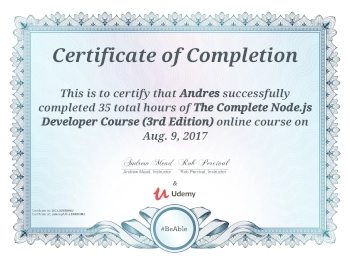 Certificate of Completion
This is to certify that Andres successfully
completed 35 total hours of The Complete Node.js
Developer Course (3rd Edition) online course on
Aug. 9, 2017
Andrew Mead Rob Percival
Andrew Mead, Instructor Rob Percival, Instructor
&
Udemy
#BeAble